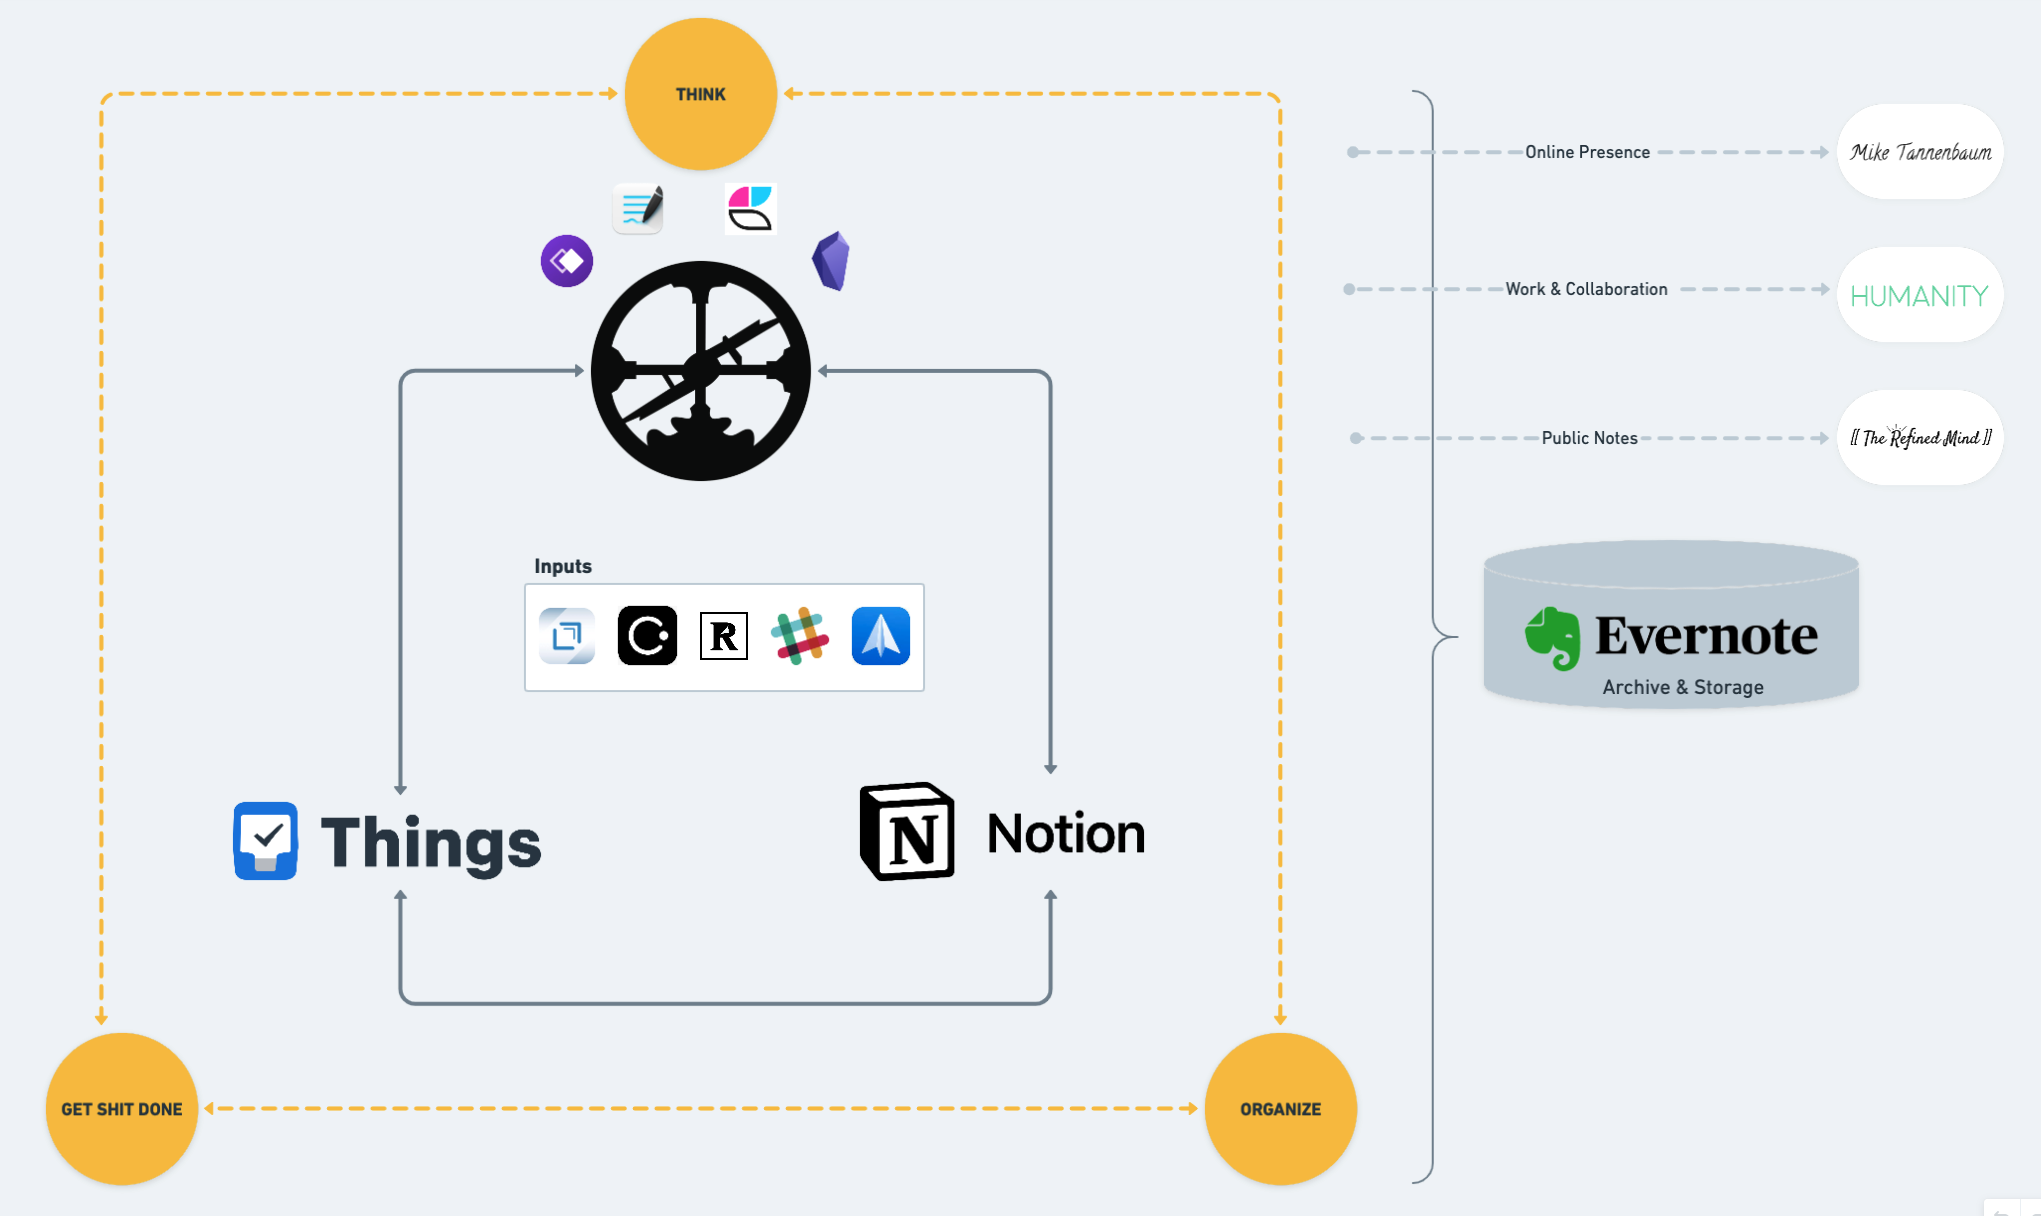 THINK
Online Presence
Mike Tannenbaum
Work & Collaboration
HUMANITY
Public Notes
[[ The Refined Mind ]]
Inputs
R
Evernote
Archive & Storage
Things
N
Notion
GET SHIT DONE
ORGANIZE